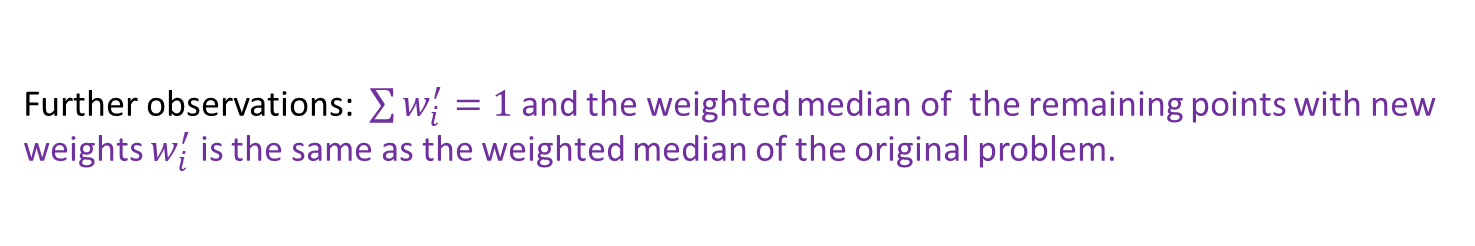 Further observations: ∑ w′ᵢ = 1 and the weighted median of the remaining points with new
weights w′ᵢ is the same as the weighted median of the original problem.